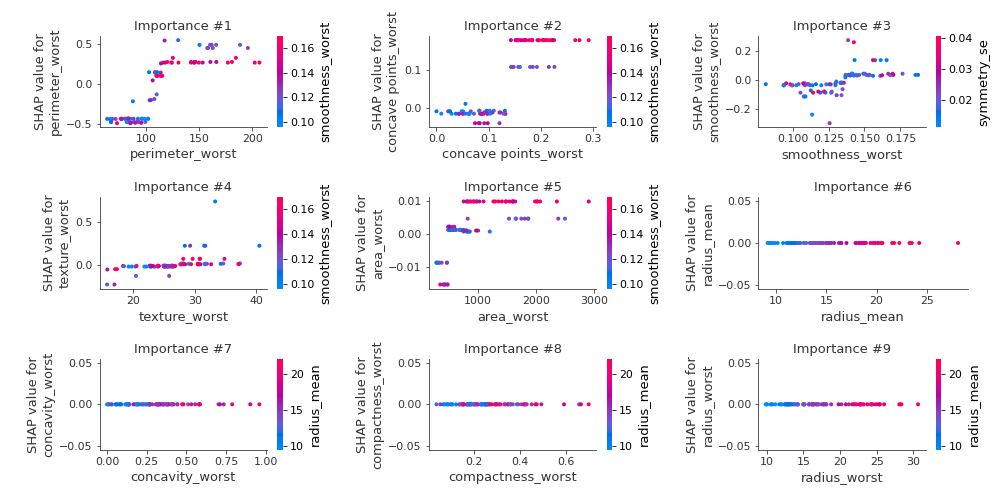 Importance #1
SHAP value for
perimeter_worst
0.5
0.0
−0.5
100
150
200
perimeter_worst
0.16
0.14
0.12
0.10
smoothness_worst
Importance #2
SHAP value for
concave points_worst
0.1
0.0
0.0
0.1
0.2
0.3
concave points_worst
0.16
0.14
0.12
0.10
smoothness_worst
Importance #3
SHAP value for
smoothness_worst
0.2
0.0
−0.2
0.100
0.125
0.150
0.175
smoothness_worst
0.04
0.03
0.02
symmetry_se
Importance #4
SHAP value for
texture_worst
0.5
0.0
20
30
40
texture_worst
0.16
0.14
0.12
0.10
smoothness_worst
Importance #5
SHAP value for
area_worst
0.01
0.00
−0.01
1000
2000
3000
area_worst
0.16
0.14
0.12
0.10
smoothness_worst
Importance #6
SHAP value for
radius_mean
0.05
0.00
−0.05
10
15
20
25
radius_mean
Importance #7
SHAP value for
concavity_worst
0.05
0.00
−0.05
0.00
0.25
0.50
0.75
1.00
concavity_worst
20
15
10
radius_mean
Importance #8
SHAP value for
compactness_worst
0.05
0.00
−0.05
0.2
0.4
0.6
compactness_worst
20
15
10
radius_mean
Importance #9
SHAP value for
radius_worst
0.05
0.00
−0.05
10
15
20
25
30
radius_worst
20
15
10
radius_mean